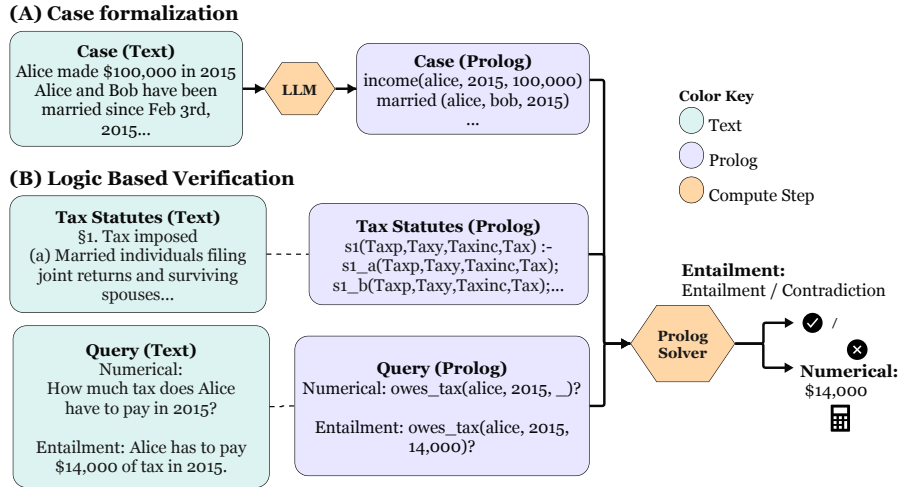 (A) Case formalization
Case (Text)
Alice made $100,000 in 2015
Alice and Bob have been
married since Feb 3rd,
2015...
LLM
Case (Prolog)
income(alice, 2015, 100,000)
married (alice, bob, 2015)
...
Color Key
Text
Prolog
Compute Step
(B) Logic Based Verification
Tax Statutes (Text)
§1. Tax imposed
(a) Married individuals filing
joint returns and surviving
spouses...
Tax Statutes (Prolog)
s1(Taxp,Taxy,Taxinc,Tax) :-
s1_a(Taxp,Taxy,Taxinc,Tax);
s1_b(Taxp,Taxy,Taxinc,Tax);...
Query (Text)
Numerical:
How much tax does Alice
have to pay in 2015?
Entailment: Alice has to pay
$14,000 of tax in 2015.
Query (Prolog)
Numerical: owes_tax(alice, 2015, _)?
Entailment: owes_tax(alice, 2015,
14,000)?
Prolog
Solver
Entailment:
Entailment / Contradiction
/
Numerical:
$14,000